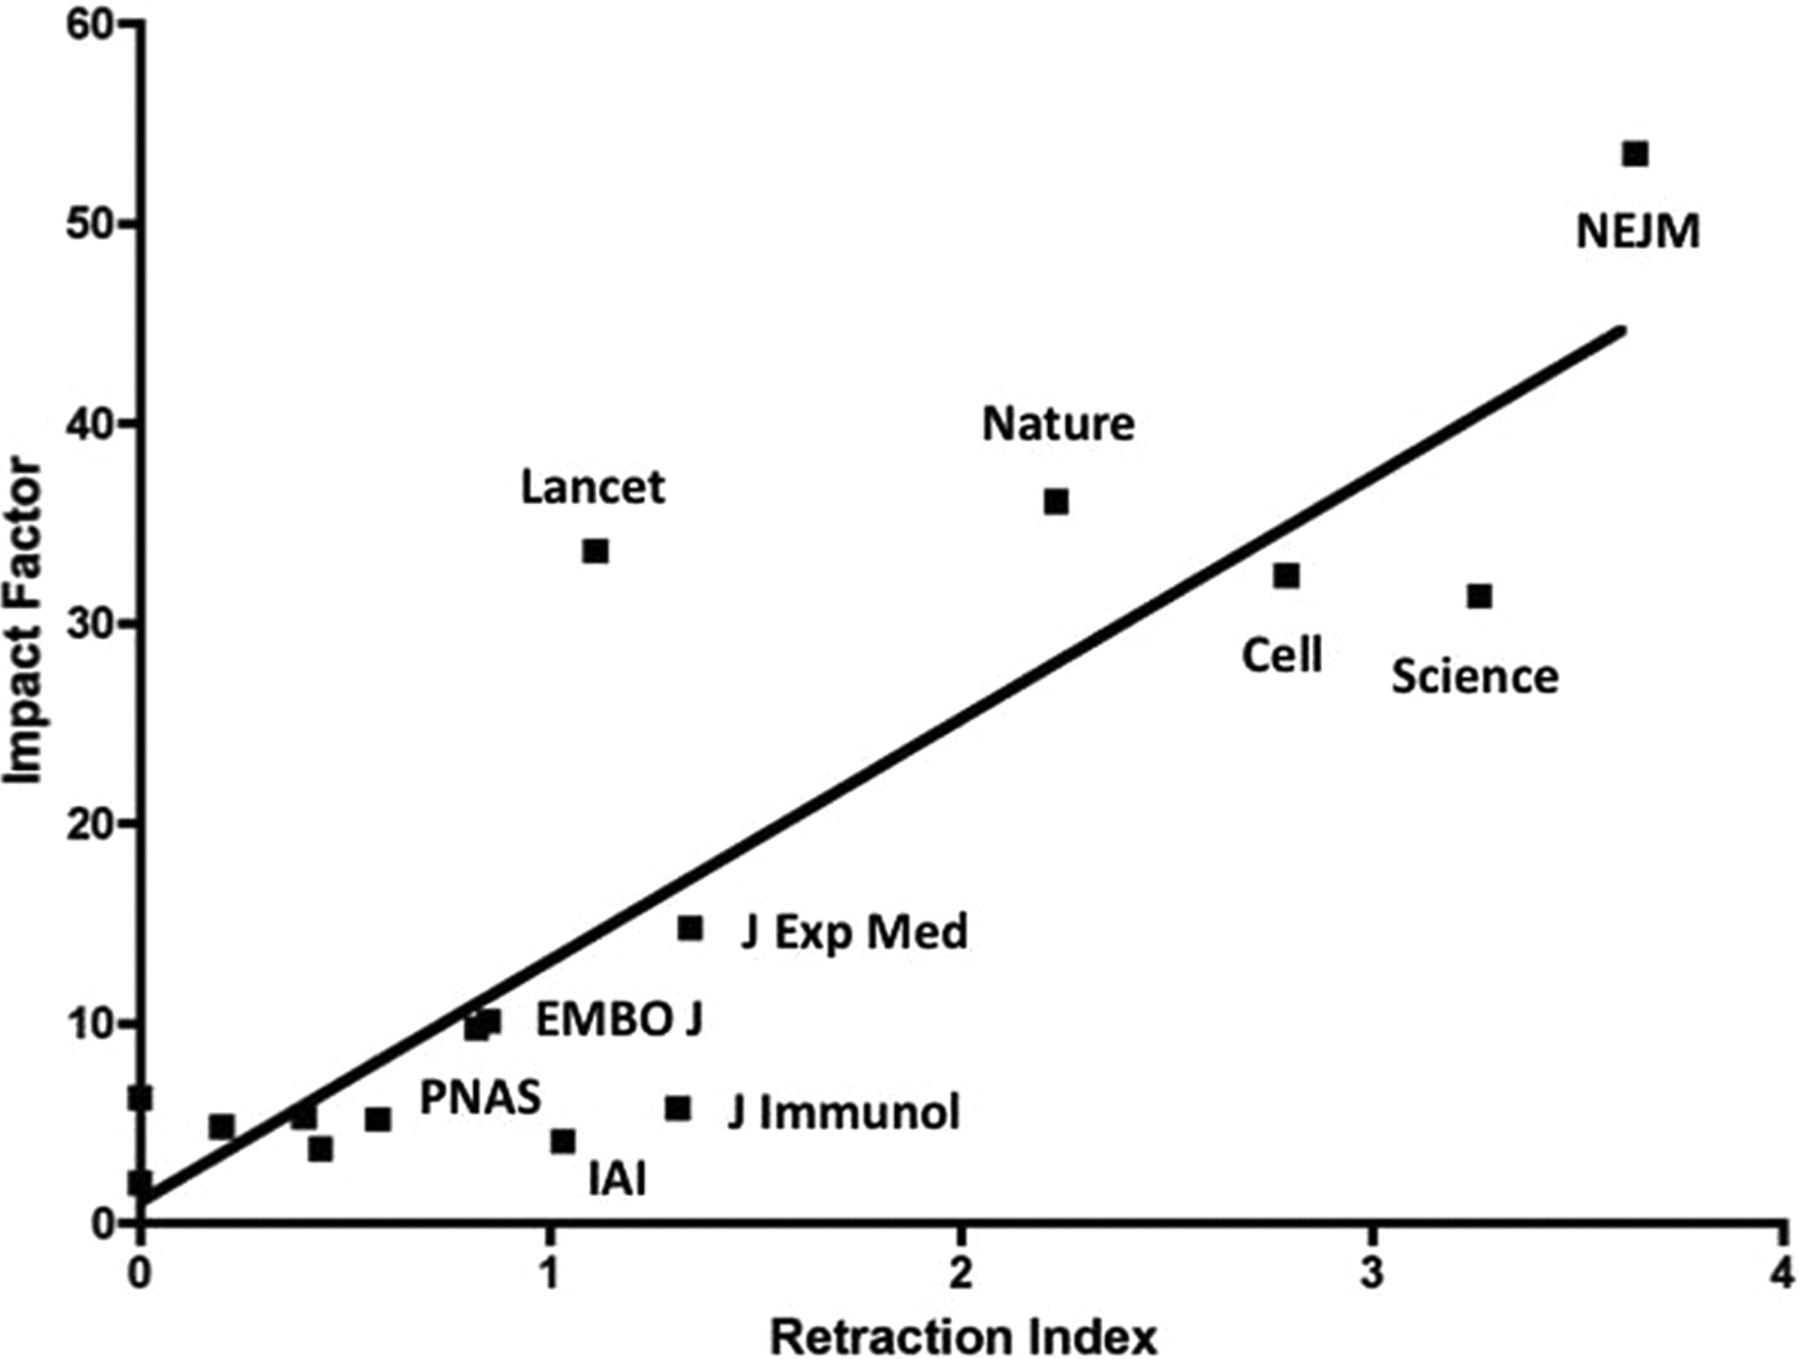 60
50
40
30
20
10
0
Impact Factor
NEJM
Nature
Lancet
Cell
Science
J Exp Med
EMBO J
PNAS
J Immunol
IAI
0 1 2 3 4
Retraction Index